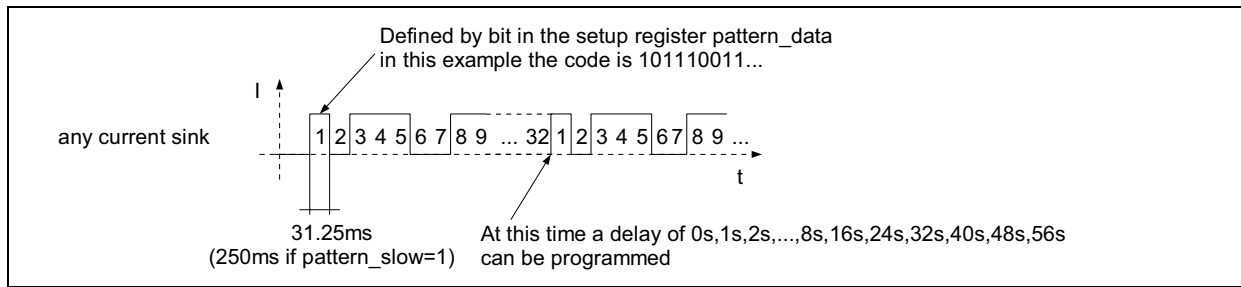 Defined by bit in the setup register pattern_data
in this example the code is 101110011...
I
any current sink
1 2 3 4 5 6 7 8 9 ... 32 1 2 3 4 5 6 7 8 9 ...
t
31.25ms
(250ms if pattern_slow=1)
At this time a delay of 0s,1s,2s,...,8s,16s,24s,32s,40s,48s,56s
can be programmed